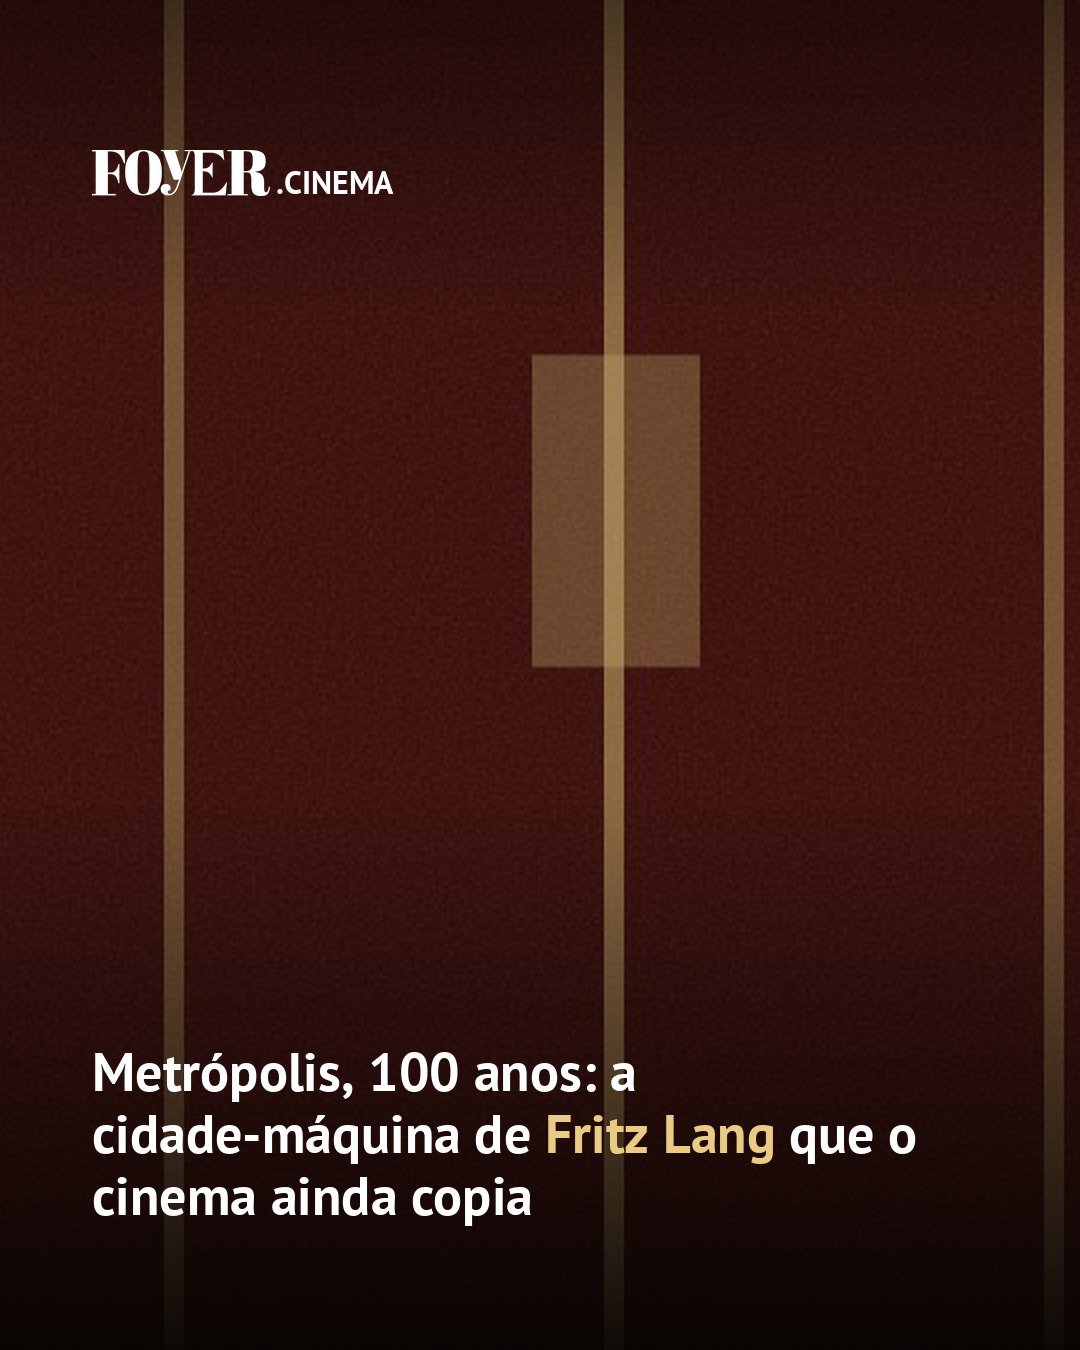 FOYER .CINEMA
Metrópolis, 100 anos: a
cidade-máquina de Fritz Lang que o
cinema ainda copia